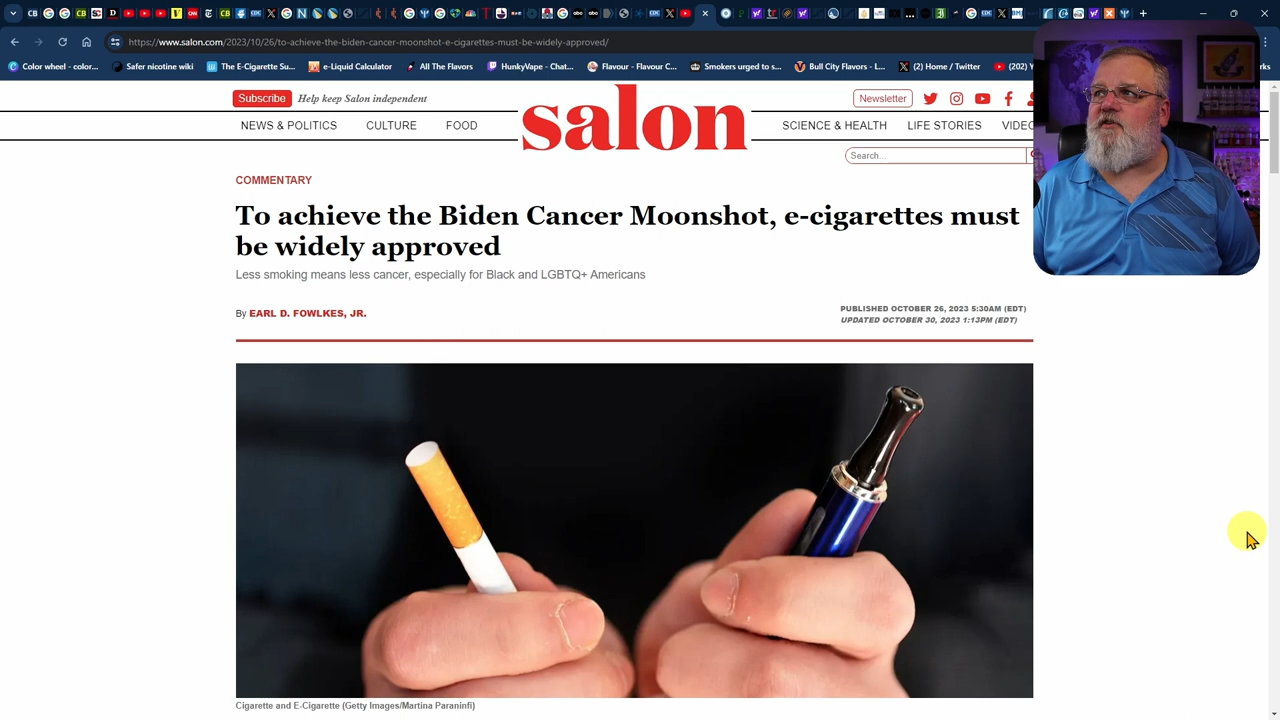 https://www.salon.com/2023/10/26/to-achieve-the-biden-cancer-moonshot-e-cigarettes-must-be-widely-approved/
Color wheel - color... Safer nicotine wiki The E-Cigarette Su... e-Liquid Calculator All The Flavors HunkyVape - Chat... Flavour – Flavour C... Smokers urged to s... Bull City Flavors - L... (2) Home / Twitter (202) Y
Subscribe Help keep Salon independent
Newsletter
NEWS & POLITICS CULTURE FOOD salon SCIENCE & HEALTH LIFE STORIES VIDEO
Search...
COMMENTARY
To achieve the Biden Cancer Moonshot, e-cigarettes must
be widely approved
Less smoking means less cancer, especially for Black and LGBTQ+ Americans
By EARL D. FOWLKES, JR.
PUBLISHED OCTOBER 26, 2023 5:30AM (EDT)
UPDATED OCTOBER 30, 2023 1:13PM (EDT)
Cigarette and E-Cigarette (Getty Images/Martina Paraninfi)